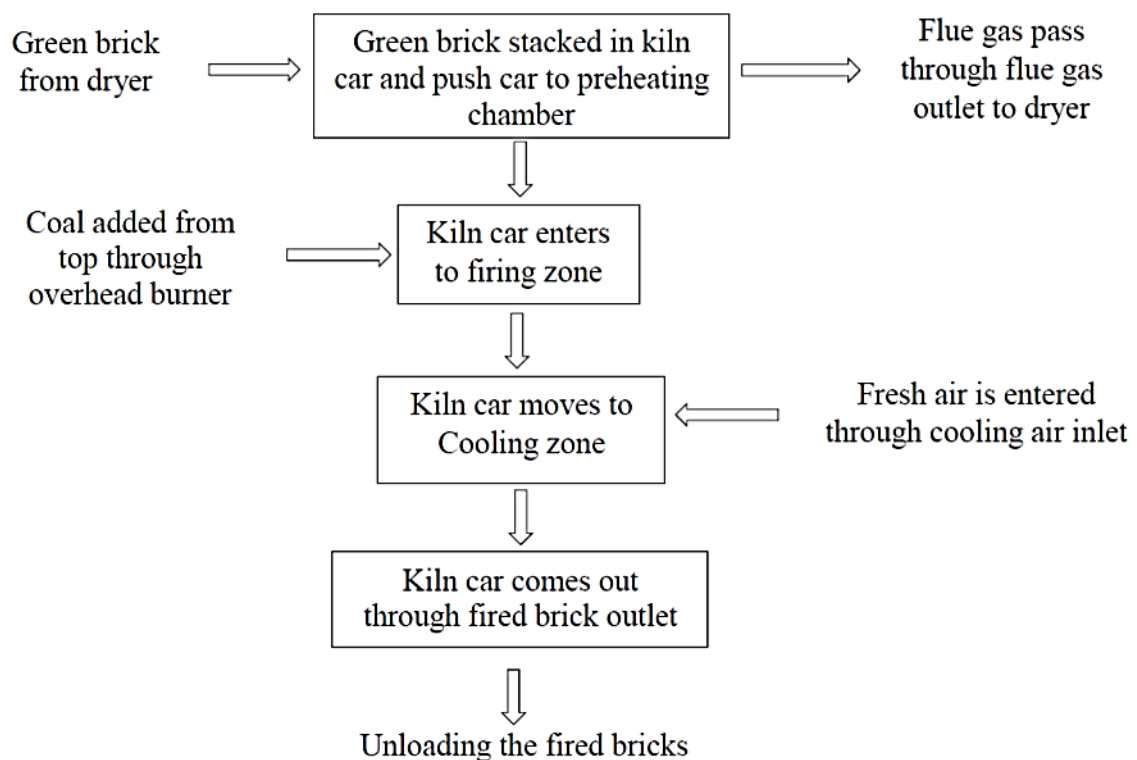 Green brick
from dryer
Green brick stacked in kiln
car and push car to preheating
chamber
Flue gas pass
through flue gas
outlet to dryer
Coal added from
top through
overhead burner
Kiln car enters
to firing zone
Kiln car moves to
Cooling zone
Fresh air is entered
through cooling air inlet
Kiln car comes out
through fired brick outlet
Unloading the fired bricks